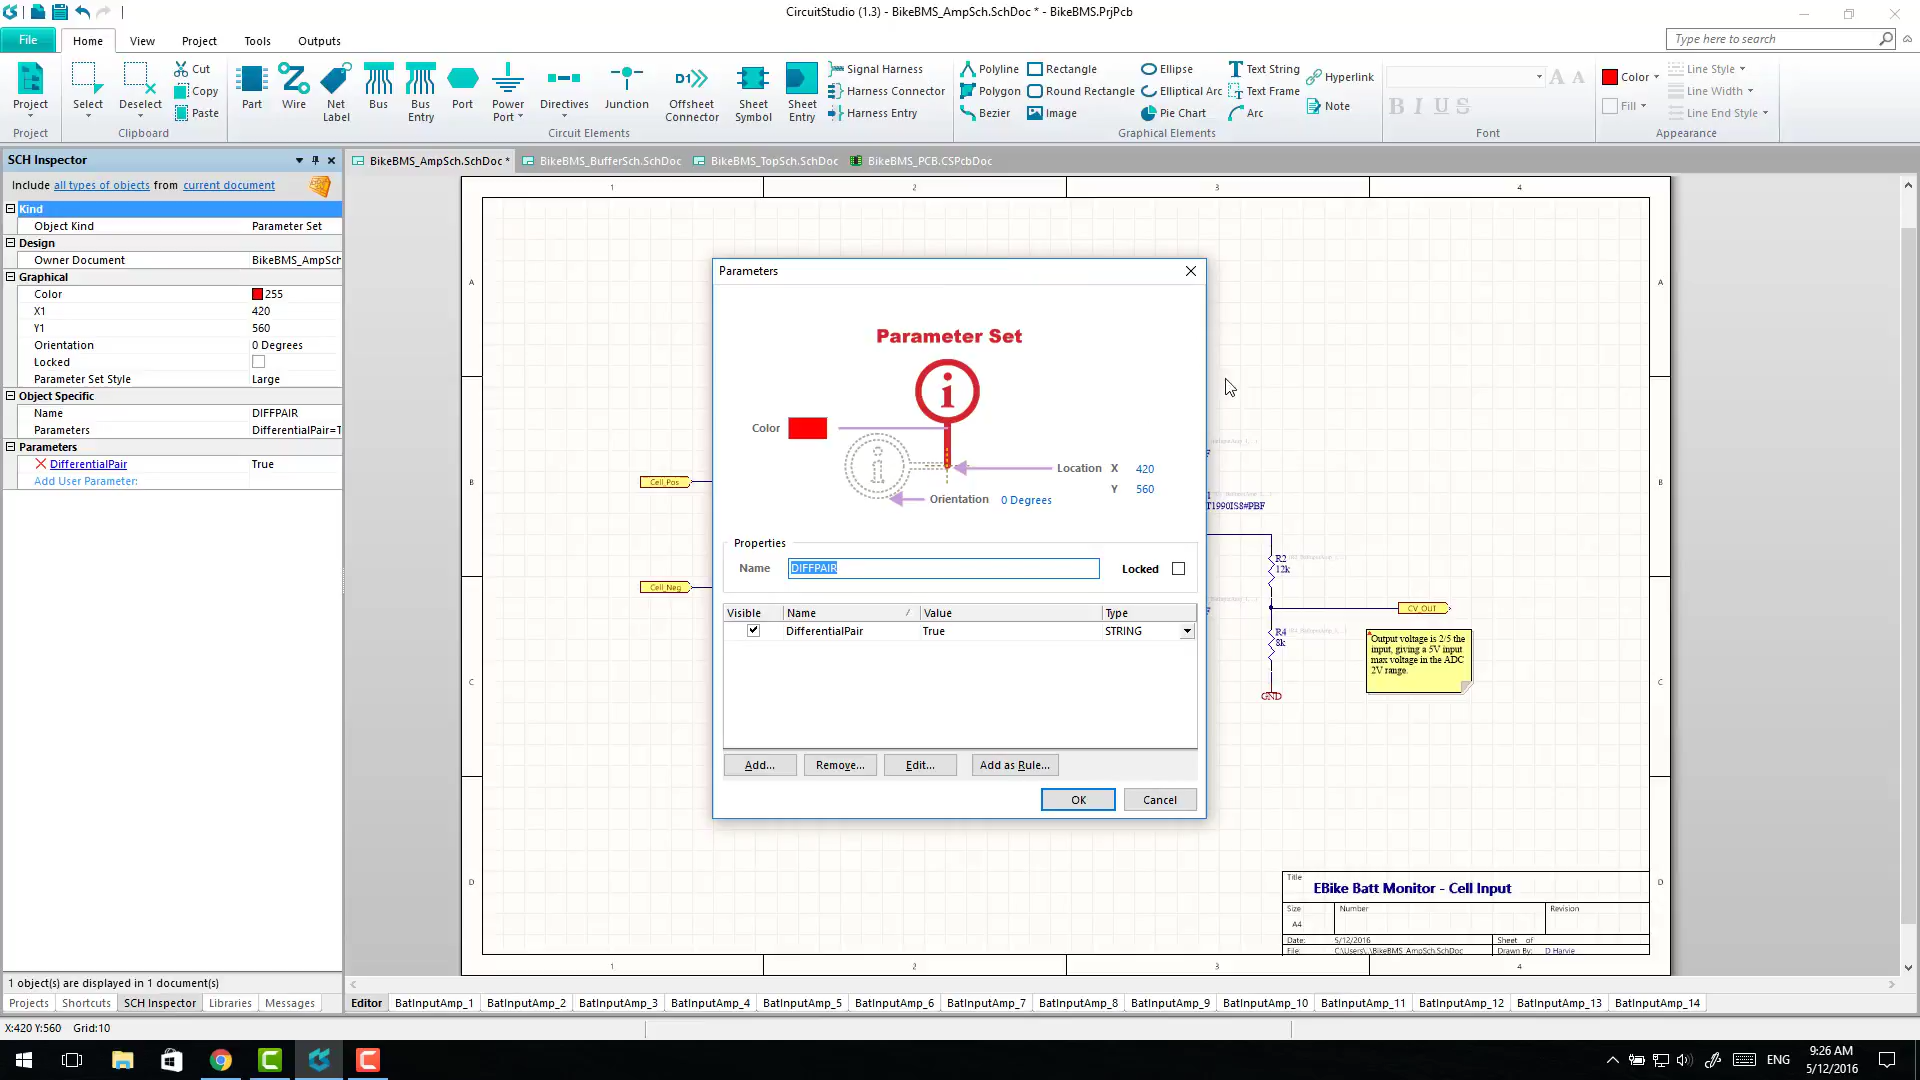 CircuitStudio (1.3) - BikeBMS_AmpSch.SchDoc * - BikeBMS.PrjPcb
File Home View Project Tools Outputs
Type here to search
Project Select Deselect Cut Copy Paste
Part Wire Net Label Bus Bus Entry Port Power Port Directives Junction Offsheet Connector Sheet Symbol Sheet Entry
Signal Harness Harness Connector Harness Entry
Polyline Rectangle Ellipse Text String Hyperlink
Polygon Round Rectangle Elliptical Arc Text Frame Note
Bezier Image Pie Chart Arc
B I U S
Color Line Style
Fill Line Width
Line End Style
Project Clipboard Circuit Elements Graphical Elements Font Appearance
SCH Inspector
Include all types of objects from current document
Kind
Object Kind Parameter Set
Design
Owner Document BikeBMS_AmpSch
Graphical
Color 255
X1 420
Y1 560
Orientation 0 Degrees
Locked
Parameter Set Style Large
Object Specific
Name DIFFPAIR
Parameters DifferentialPair=T
Parameters
DifferentialPair True
Add User Parameter:
1 object(s) are displayed in 1 document(s)
Projects Shortcuts SCH Inspector Libraries Messages
X:420 Y:560 Grid:10
BikeBMS_AmpSch.SchDoc * BikeBMS_BufferSch.SchDoc BikeBMS_TopSch.SchDoc BikeBMS_PCB.CSPcbDoc
1 2 3 4
A A
B B
C C
D D
1 2 3 4
Cell_Pos
Cell_Neg
Parameters
Parameter Set
Color
Location X 420
Y 560
Orientation 0 Degrees
Properties
Name DIFFPAIR Locked
Visible Name Value Type
DifferentialPair True STRING
Add... Remove... Edit... Add as Rule...
OK Cancel
T1990IS8#PBF
R2
12k
R4
8k
GND
CV_OUT
Output voltage is 2/5 the
input, giving a 5V input
max voltage in the ADC
2V range.
Title
EBike Batt Monitor - Cell Input
Size Number Revision
A4
Date: 5/12/2016 Sheet of
File: C:\Users\..\BikeBMS_AmpSch.SchDoc Drawn By: D Harvie
Editor BatInputAmp_1 BatInputAmp_2 BatInputAmp_3 BatInputAmp_4 BatInputAmp_5 BatInputAmp_6 BatInputAmp_7 BatInputAmp_8 BatInputAmp_9 BatInputAmp_10 BatInputAmp_11 BatInputAmp_12 BatInputAmp_13 BatInputAmp_14
ENG
9:26 AM
5/12/2016